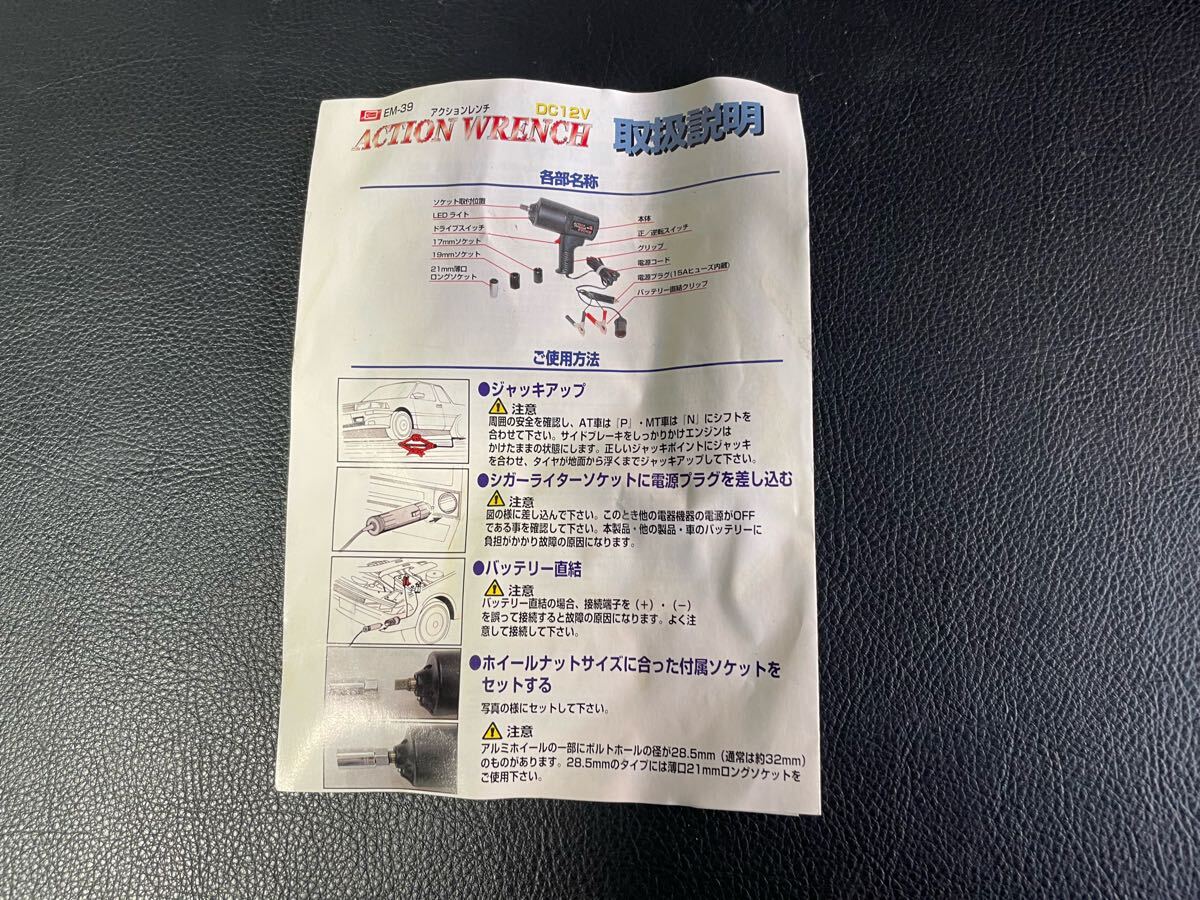 EM-39 アクションレンチ DC12V
ACTION WRENCH 取扱説明
各部名称
ソケット取付位置
LED ライト
ドライブスイッチ
17mmソケット
19mmソケット
21mm薄口
ロングソケット
本体
正/逆転スイッチ
グリップ
電源コード
電源プラグ(15Aヒューズ内蔵)
バッテリー直結クリップ
ご使用方法
●ジャッキアップ
注意
周囲の安全を確認し、AT車は『P』・MT車は『N』にシフトを
合わせて下さい。サイドブレーキをしっかりかけエンジンは
かけたままの状態にします。正しいジャッキポイントにジャッキ
を合わせ、タイヤが地面から浮くまでジャッキアップして下さい。
●シガーライターソケットに電源プラグを差し込む
注意
図の様に差し込んで下さい。このとき他の電器機器の電源がOFF
である事を確認して下さい。本製品・他の製品・車のバッテリーに
負担がかかり故障の原因になります。
●バッテリー直結
注意
バッテリー直結の場合、接続端子を(+)・(−)
を誤って接続すると故障の原因になります。よく注
意して接続して下さい。
●ホイールナットサイズに合った付属ソケットを
セットする
写真の様にセットして下さい。
注意
アルミホイールの一部にボルトホールの径が28.5mm(通常は約32mm)
のものがあります。28.5mmのタイプには薄口21mmロングソケットを
ご使用下さい。